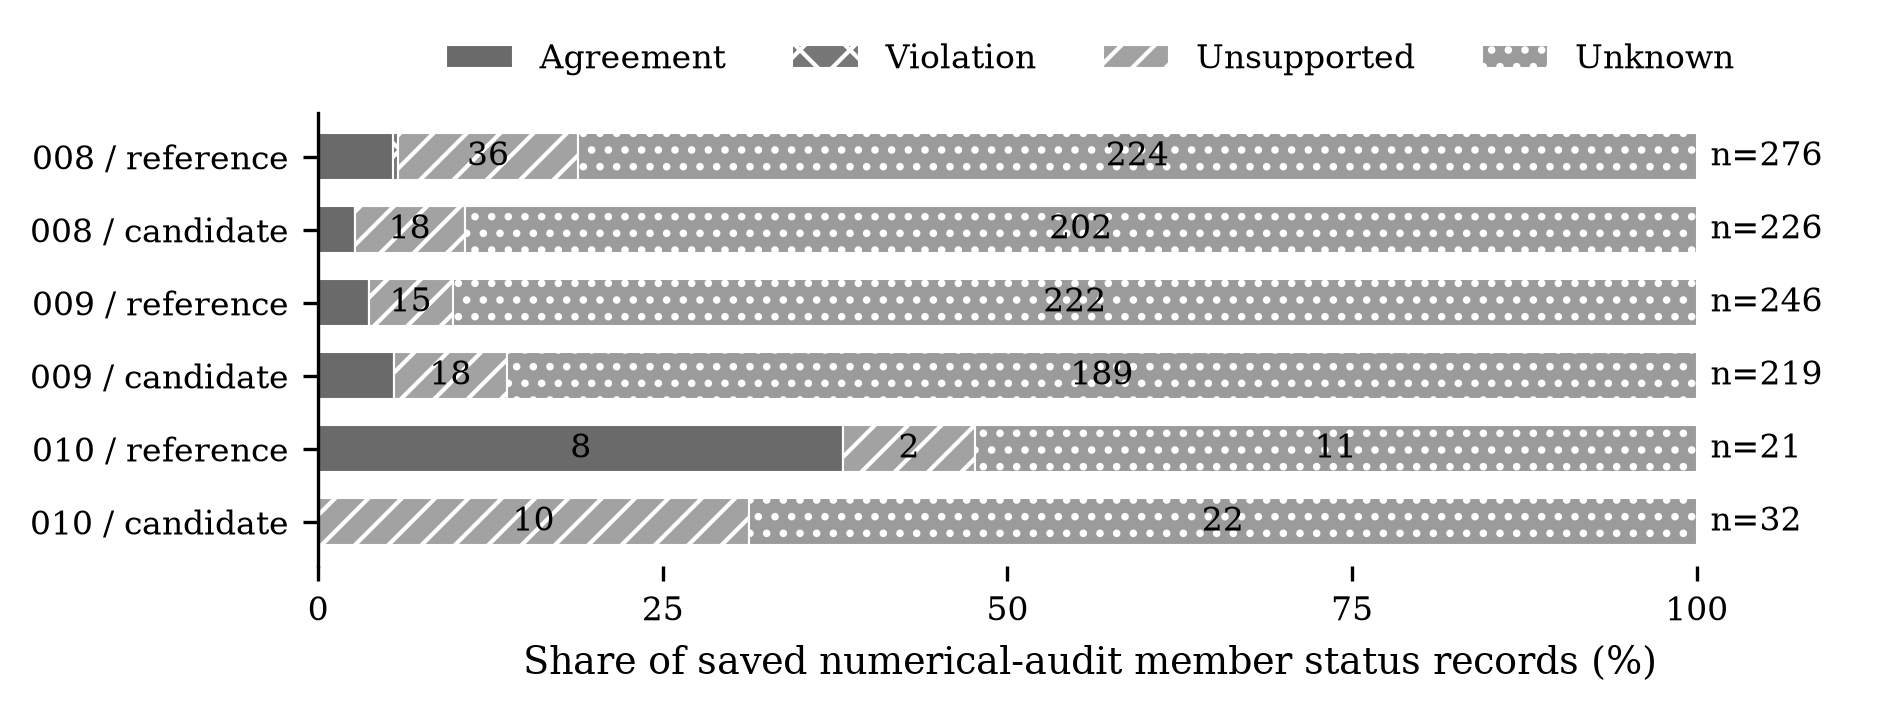 Agreement Violation Unsupported Unknown
008 / reference 36 224 n=276
008 / candidate 18 202 n=226
009 / reference 15 222 n=246
009 / candidate 18 189 n=219
010 / reference 8 2 11 n=21
010 / candidate 10 22 n=32
0 25 50 75 100
Share of saved numerical-audit member status records (%)